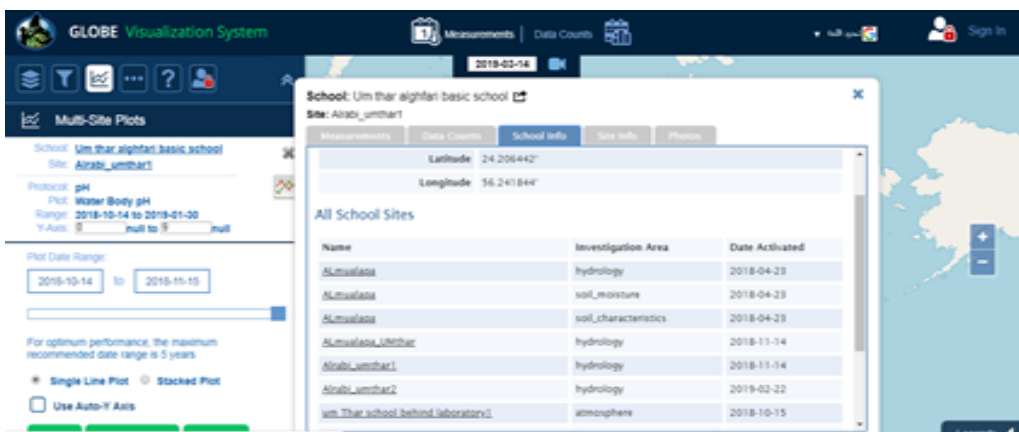 GLOBE Visualization System
Measurements | Data Counts
Sign In
2019-02-14
Multi-Site Plots
School: Um thar alghfari basic school
Site: Alrabi_umthar1
Protocol: pH
Plot: Water Body pH
Range: 2018-10-14 to 2019-01-30
Y-Axis: 0 null to 9 null
Plot Date Range:
2018-10-14 to 2018-11-15
For optimum performance, the maximum
recommended date range is 5 years
Single Line Plot Stacked Plot
Use Auto-Y Axis
School: Um thar alghfari basic school
Site: Alrabi_umthar1
Measurements Data Counts School Info Site Info Photos
Latitude 24.206442°
Longitude 56.241844°
All School Sites
Name Investigation Area Date Activated
ALmualaqa hydrology 2018-04-23
ALmualaqa soil_moisture 2018-04-23
ALmualaqa soil_characteristics 2018-04-23
ALmualaqa_UMthar hydrology 2018-11-14
Alrabi_umthar1 hydrology 2018-11-14
Alrabi_umthar2 hydrology 2019-02-22
um Thar school behind laboratory1 atmosphere 2018-10-15